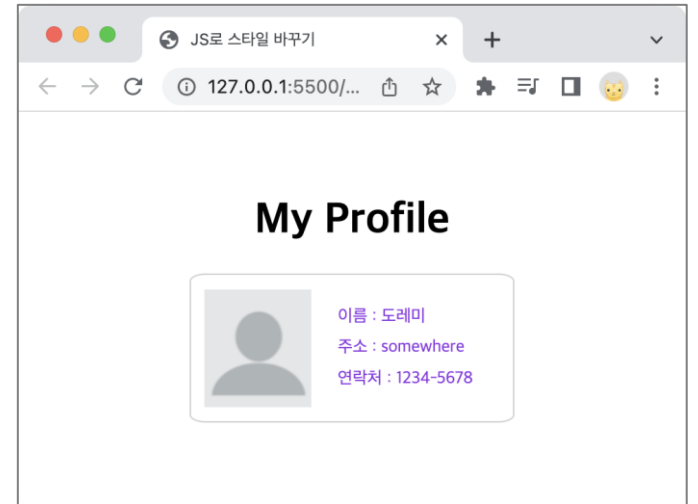 JS로 스타일 바꾸기
127.0.0.1:5500/...
My Profile
이름 : 도레미
주소 : somewhere
연락처 : 1234-5678